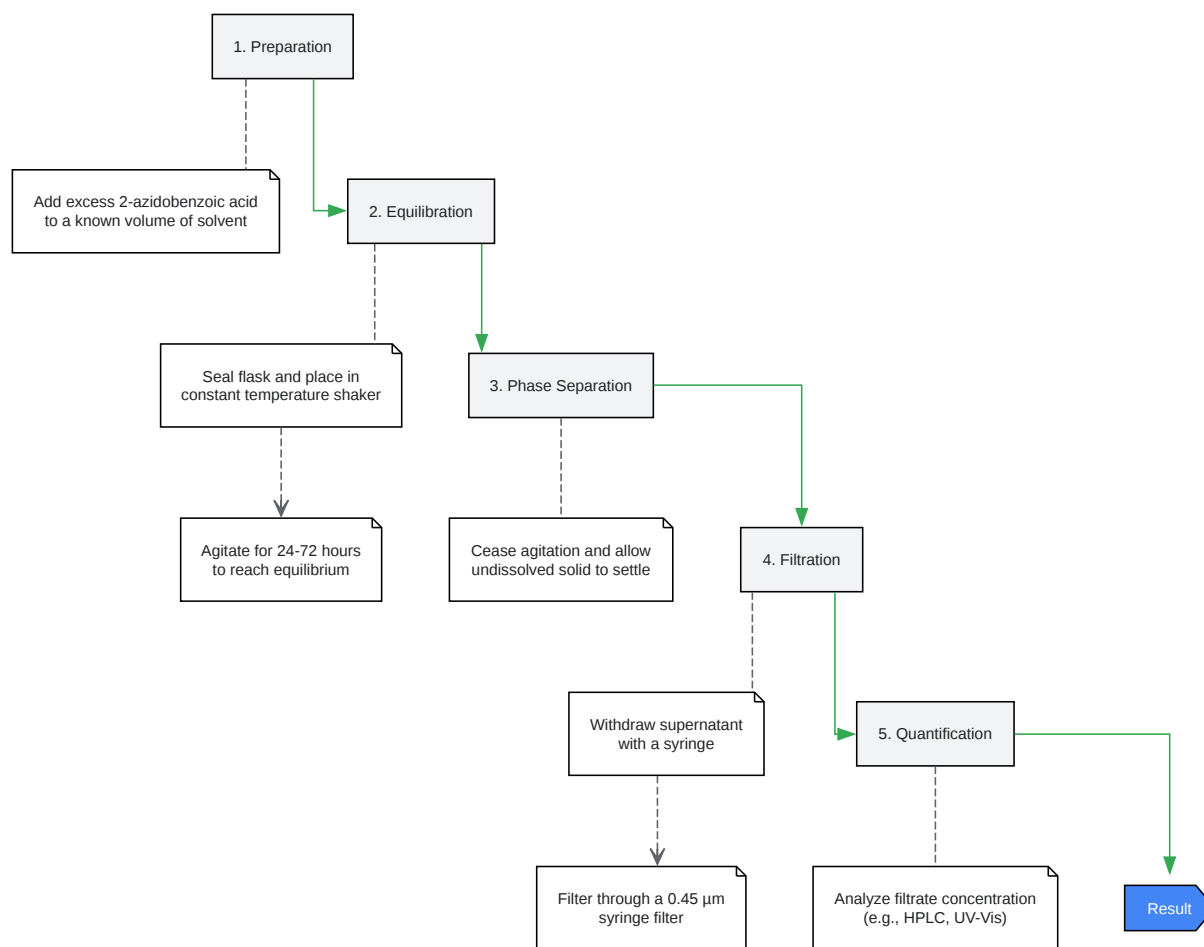 1. Preparation
Add excess 2-azidobenzoic acid
to a known volume of solvent
2. Equilibration
Seal flask and place in
constant temperature shaker
3. Phase Separation
Agitate for 24-72 hours
to reach equilibrium
Cease agitation and allow
undissolved solid to settle
4. Filtration
Withdraw supernatant
with a syringe
5. Quantification
Filter through a 0.45 µm
syringe filter
Analyze filtrate concentration
(e.g., HPLC, UV-Vis)
Result